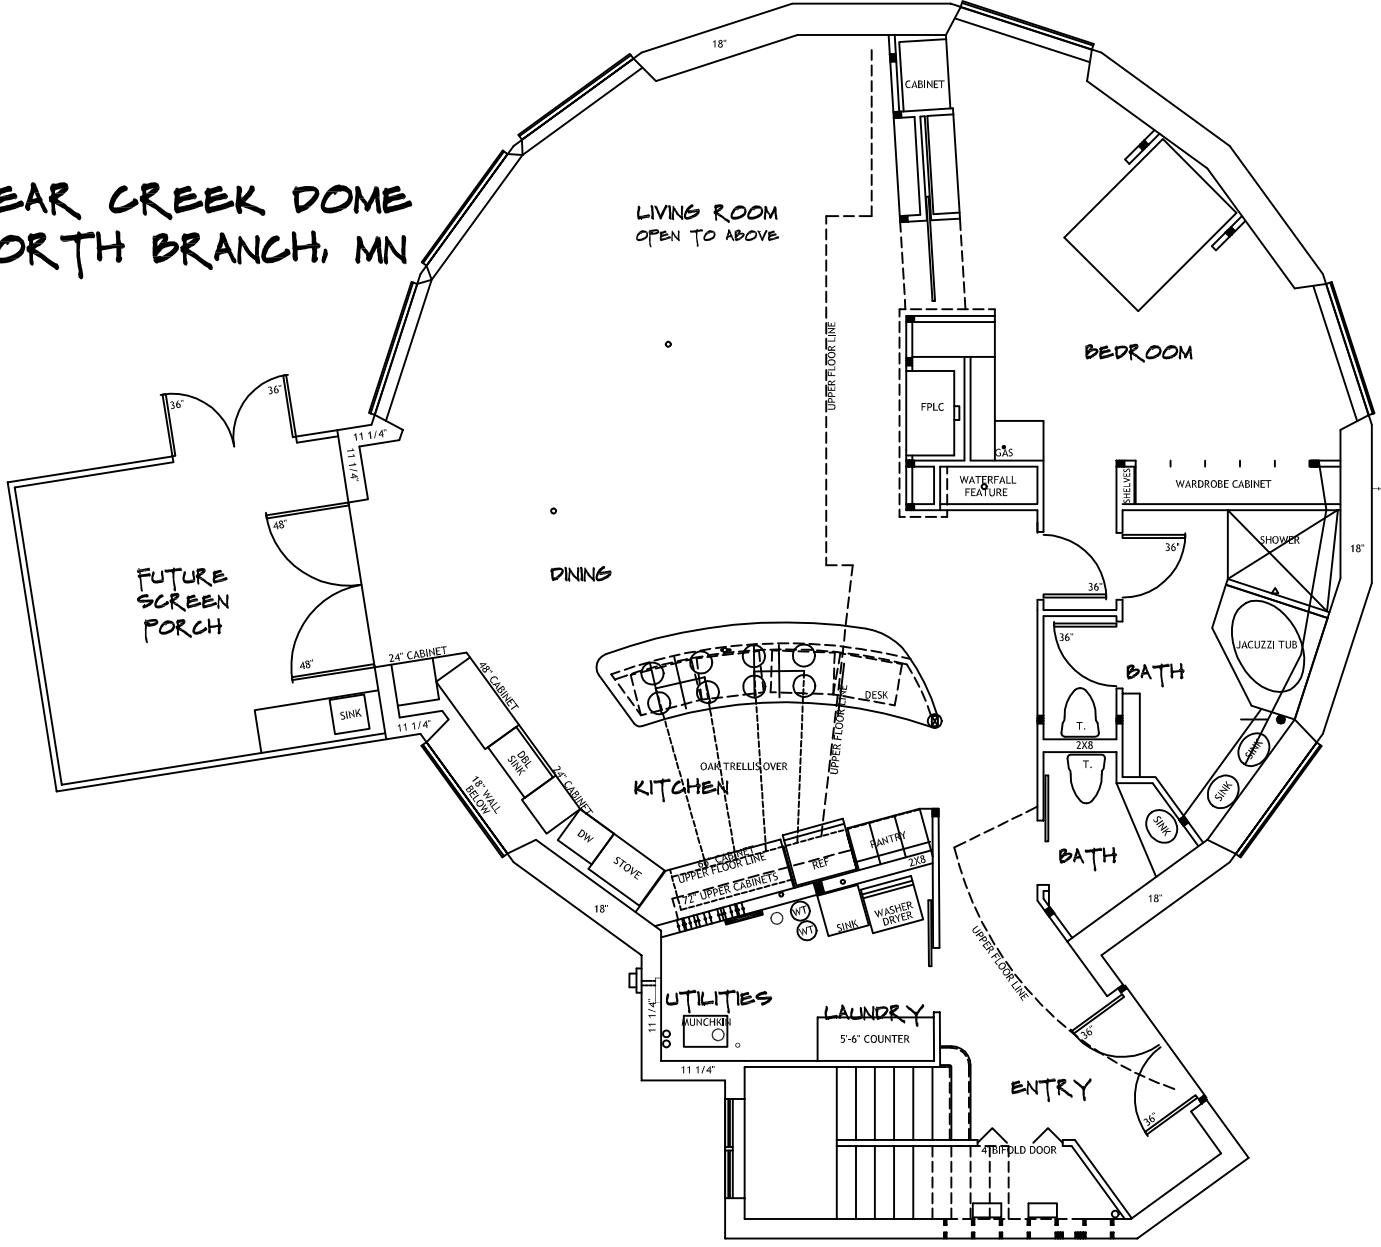 EAR CREEK DOME
ORTH BRANCH, MN
18"
CABINET
LIVING ROOM
OPEN TO ABOVE
UPPER FLOOR LINE
BEDROOM
FPLC
GAS
WATERFALL
FEATURE
SHELVES
WARDROBE CABINET
36"
36"
11 1/4"
11 1/4"
48"
48"
FUTURE
SCREEN
PORCH
SINK
DINING
36"
36"
36"
SHOWER
18"
JACUZZI TUB
BATH
T.
2X8
T.
SINK
SINK
SINK
BATH
18"
24" CABINET
48" CABINET
11 1/4"
DBL
SINK
24" CABINET
18" WALL
BELOW
DW
STOVE
18"
DESK
UPPER FLOOR LINE
OAK TRELLIS OVER
KITCHEN
CABINET
UPPER FLOOR LINE
72" UPPER CABINETS
REF
PANTRY
2X8
WT
WT
SINK
WASHER
DRYER
UPPER FLOOR LINE
UTILITIES
MUNCHKIN
11 1/4"
LAUNDRY
5'-6" COUNTER
11 1/4"
36"
ENTRY
36"
4' BIFOLD DOOR